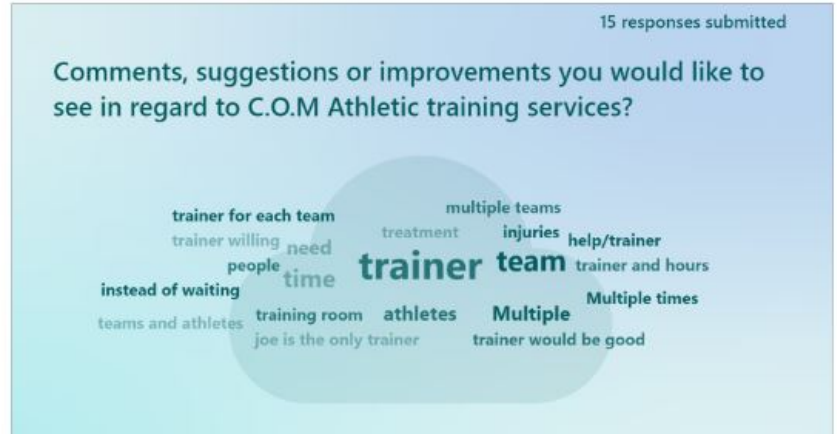 15 responses submitted
Comments, suggestions or improvements you would like to
see in regard to C.O.M Athletic training services?
trainer for each team
multiple teams
trainer willing
need
treatment
injuries
help/trainer
people
time
trainer
team
trainer and hours
instead of waiting
Multiple times
teams and athletes
training room
athletes
Multiple
joe is the only trainer
trainer would be good